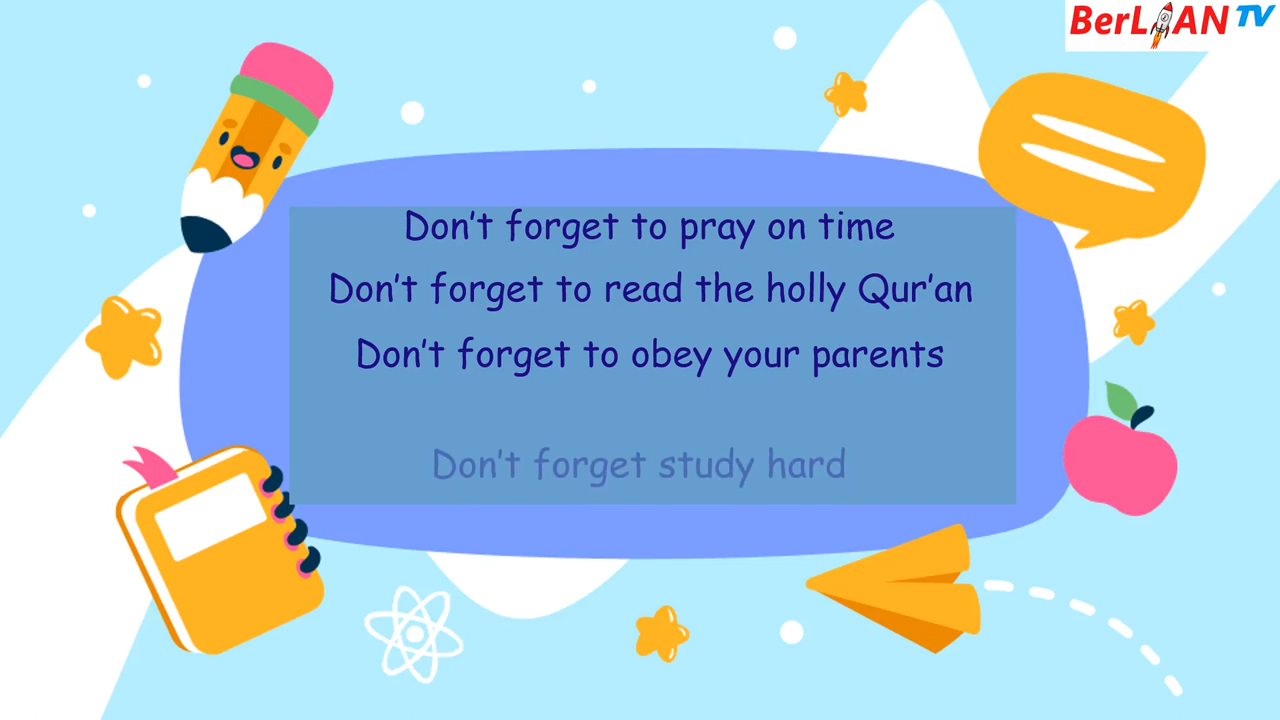 BerLIAN TV
Don't forget to pray on time
Don't forget to read the holly Qur'an
Don't forget to obey your parents
Don't forget study hard